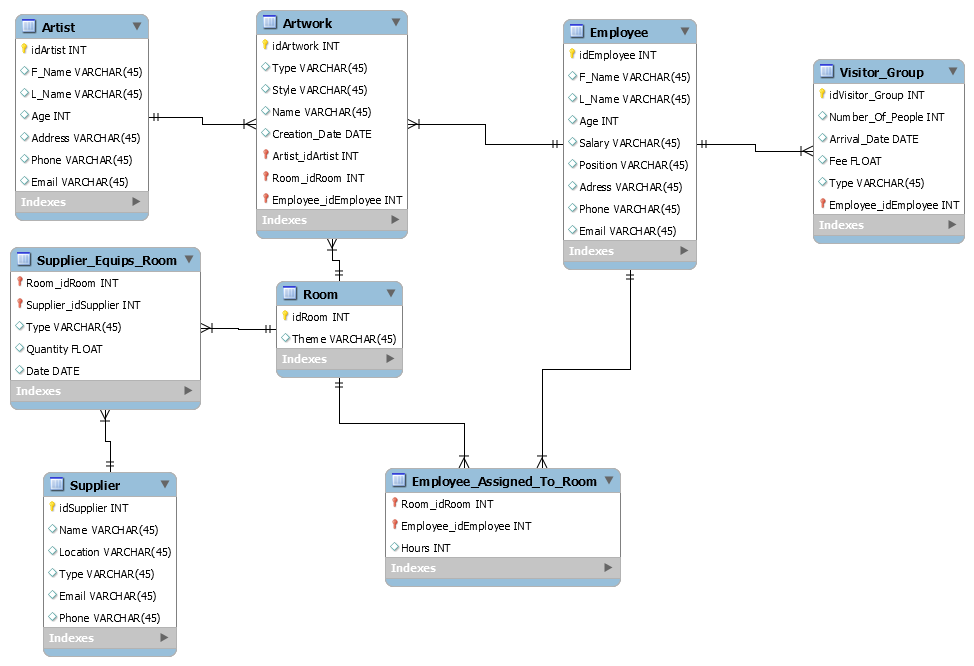 Artist
idArtist INT
F_Name VARCHAR(45)
L_Name VARCHAR(45)
Age INT
Address VARCHAR(45)
Phone VARCHAR(45)
Email VARCHAR(45)
Indexes
Artwork
idArtwork INT
Type VARCHAR(45)
Style VARCHAR(45)
Name VARCHAR(45)
Creation_Date DATE
Artist_idArtist INT
Room_idRoom INT
Employee_idEmployee INT
Indexes
Employee
idEmployee INT
F_Name VARCHAR(45)
L_Name VARCHAR(45)
Age INT
Salary VARCHAR(45)
Position VARCHAR(45)
Adress VARCHAR(45)
Phone VARCHAR(45)
Email VARCHAR(45)
Indexes
Visitor_Group
idVisitor_Group INT
Number_Of_People INT
Arrival_Date DATE
Fee FLOAT
Type VARCHAR(45)
Employee_idEmployee INT
Indexes
Supplier_Equips_Room
Room_idRoom INT
Supplier_idSupplier INT
Type VARCHAR(45)
Quantity FLOAT
Date DATE
Indexes
Room
idRoom INT
Theme VARCHAR(45)
Indexes
Supplier
idSupplier INT
Name VARCHAR(45)
Location VARCHAR(45)
Type VARCHAR(45)
Email VARCHAR(45)
Phone VARCHAR(45)
Indexes
Employee_Assigned_To_Room
Room_idRoom INT
Employee_idEmployee INT
Hours INT
Indexes